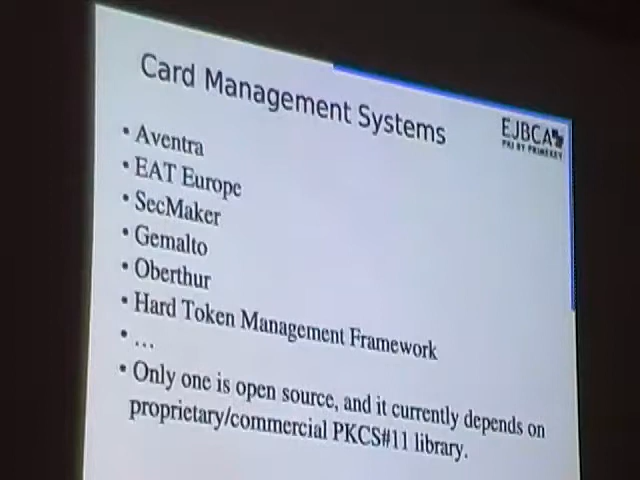 Card Management Systems
EJBCA
PKI BY PRIMEKEY
• Aventra
• EAT Europe
• SecMaker
• Gemalto
• Oberthur
• Hard Token Management Framework
• ...
• Only one is open source, and it currently depends on
proprietary/commercial PKCS#11 library.